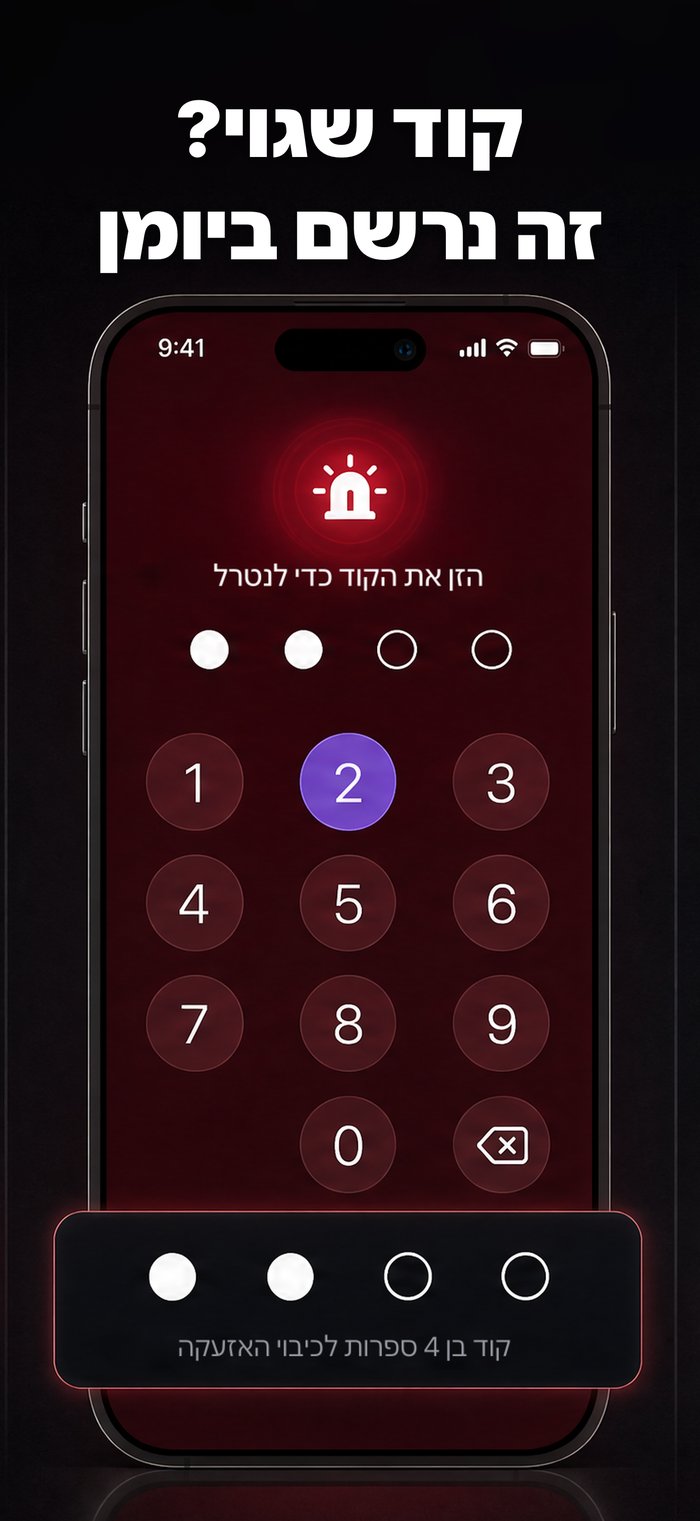 קוד שגוי?
זה נרשם ביומן
9:41
הזן את הקוד כדי לנטרל
1 2 3
4 5 6
7 8 9
0
קוד בן 4 ספרות לכיבוי האזעקה